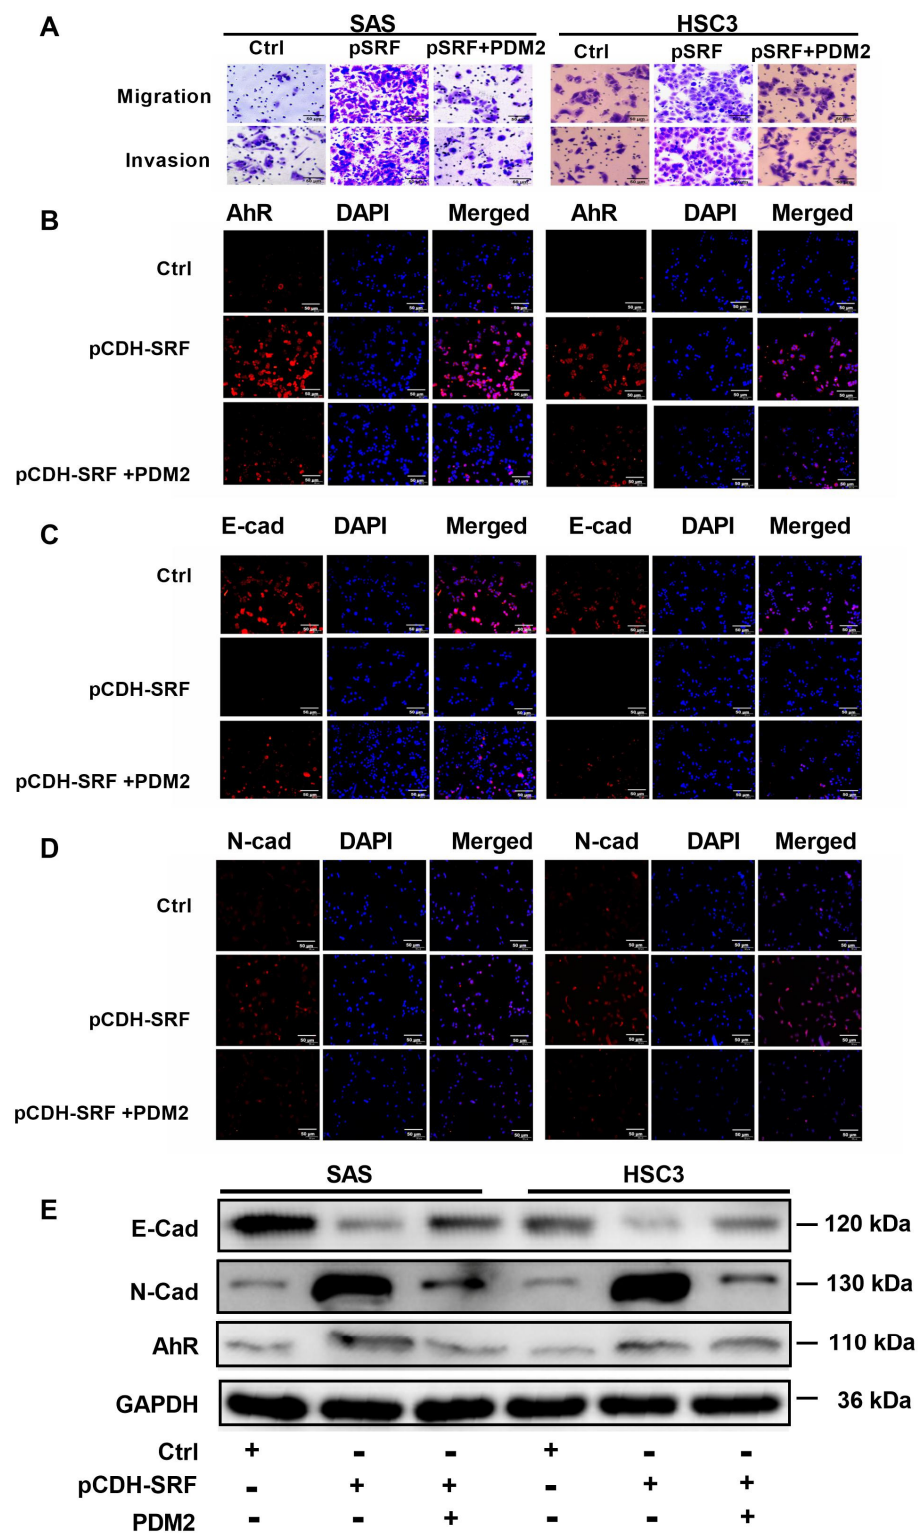 A
SAS HSC3
Ctrl pSRF pSRF+PDM2 Ctrl pSRF pSRF+PDM2
Migration
Invasion
B
AhR DAPI Merged AhR DAPI Merged
Ctrl
pCDH-SRF
pCDH-SRF +PDM2
C
E-cad DAPI Merged E-cad DAPI Merged
Ctrl
pCDH-SRF
pCDH-SRF +PDM2
D
N-cad DAPI Merged N-cad DAPI Merged
Ctrl
pCDH-SRF
pCDH-SRF +PDM2
SAS HSC3
E
E-Cad 120 kDa
N-Cad 130 kDa
AhR 110 kDa
GAPDH 36 kDa
Ctrl + - - + - -
pCDH-SRF - + + - + +
PDM2 - - + - - +